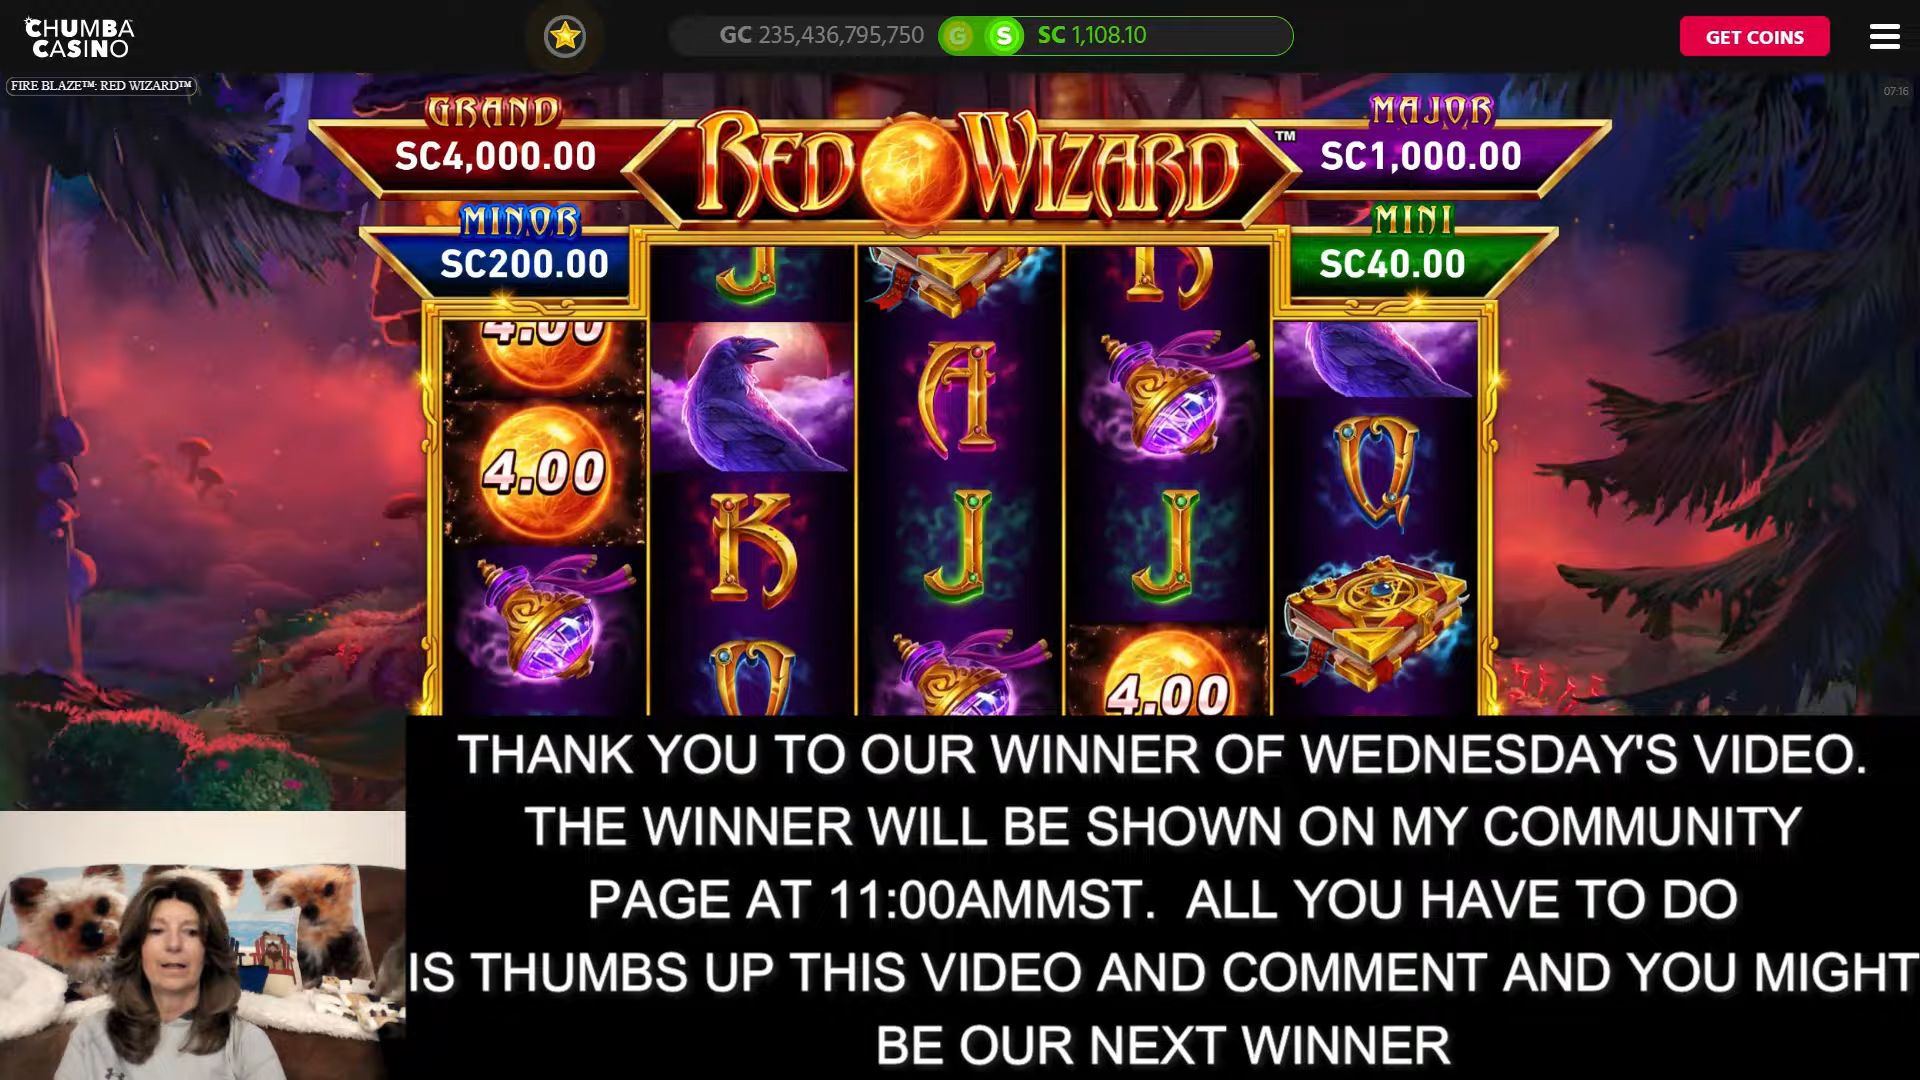 CHUMBA
CASINO
GC 235,436,795,750
G
S
SC 1,108.10
GET COINS
FIRE BLAZE™: RED WIZARD™
07:16
GRAND
SC4,000.00
RED WIZARD™
MAJOR
SC1,000.00
MINOR
SC200.00
MINI
SC40.00
J
K
4.00
A
4.00
Q
K
J
J
Q
4.00
THANK YOU TO OUR WINNER OF WEDNESDAY'S VIDEO.
THE WINNER WILL BE SHOWN ON MY COMMUNITY
PAGE AT 11:00AMMST. ALL YOU HAVE TO DO
IS THUMBS UP THIS VIDEO AND COMMENT AND YOU MIGHT
BE OUR NEXT WINNER